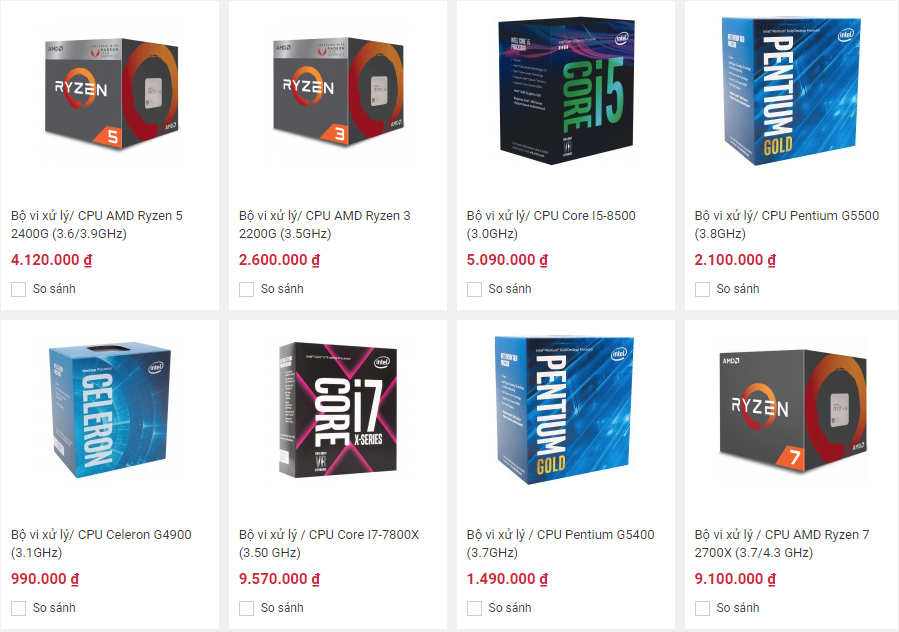 AMD
RYZEN
5
AMD
AMD
RYZEN
3
AMD
intel
CORE i5
intel
PENTIUM
GOLD
Bộ vi xử lý/ CPU AMD Ryzen 5
2400G (3.6/3.9GHz)
4.120.000 ₫
So sánh
Bộ vi xử lý/ CPU AMD Ryzen 3
2200G (3.5GHz)
2.600.000 ₫
So sánh
Bộ vi xử lý/ CPU Core I5-8500
(3.0GHz)
5.090.000 ₫
So sánh
Bộ vi xử lý/ CPU Pentium G5500
(3.8GHz)
2.100.000 ₫
So sánh
intel
CELERON
intel
CORE i7
X-SERIES
intel
PENTIUM
GOLD
AMD
RYZEN
7
AMD
Bộ vi xử lý/ CPU Celeron G4900
(3.1GHz)
990.000 ₫
So sánh
Bộ vi xử lý / CPU Core I7-7800X
(3.50 GHz)
9.570.000 ₫
So sánh
Bộ vi xử lý / CPU Pentium G5400
(3.7GHz)
1.490.000 ₫
So sánh
Bộ vi xử lý / CPU AMD Ryzen 7
2700X (3.7/4.3 GHz)
9.100.000 ₫
So sánh